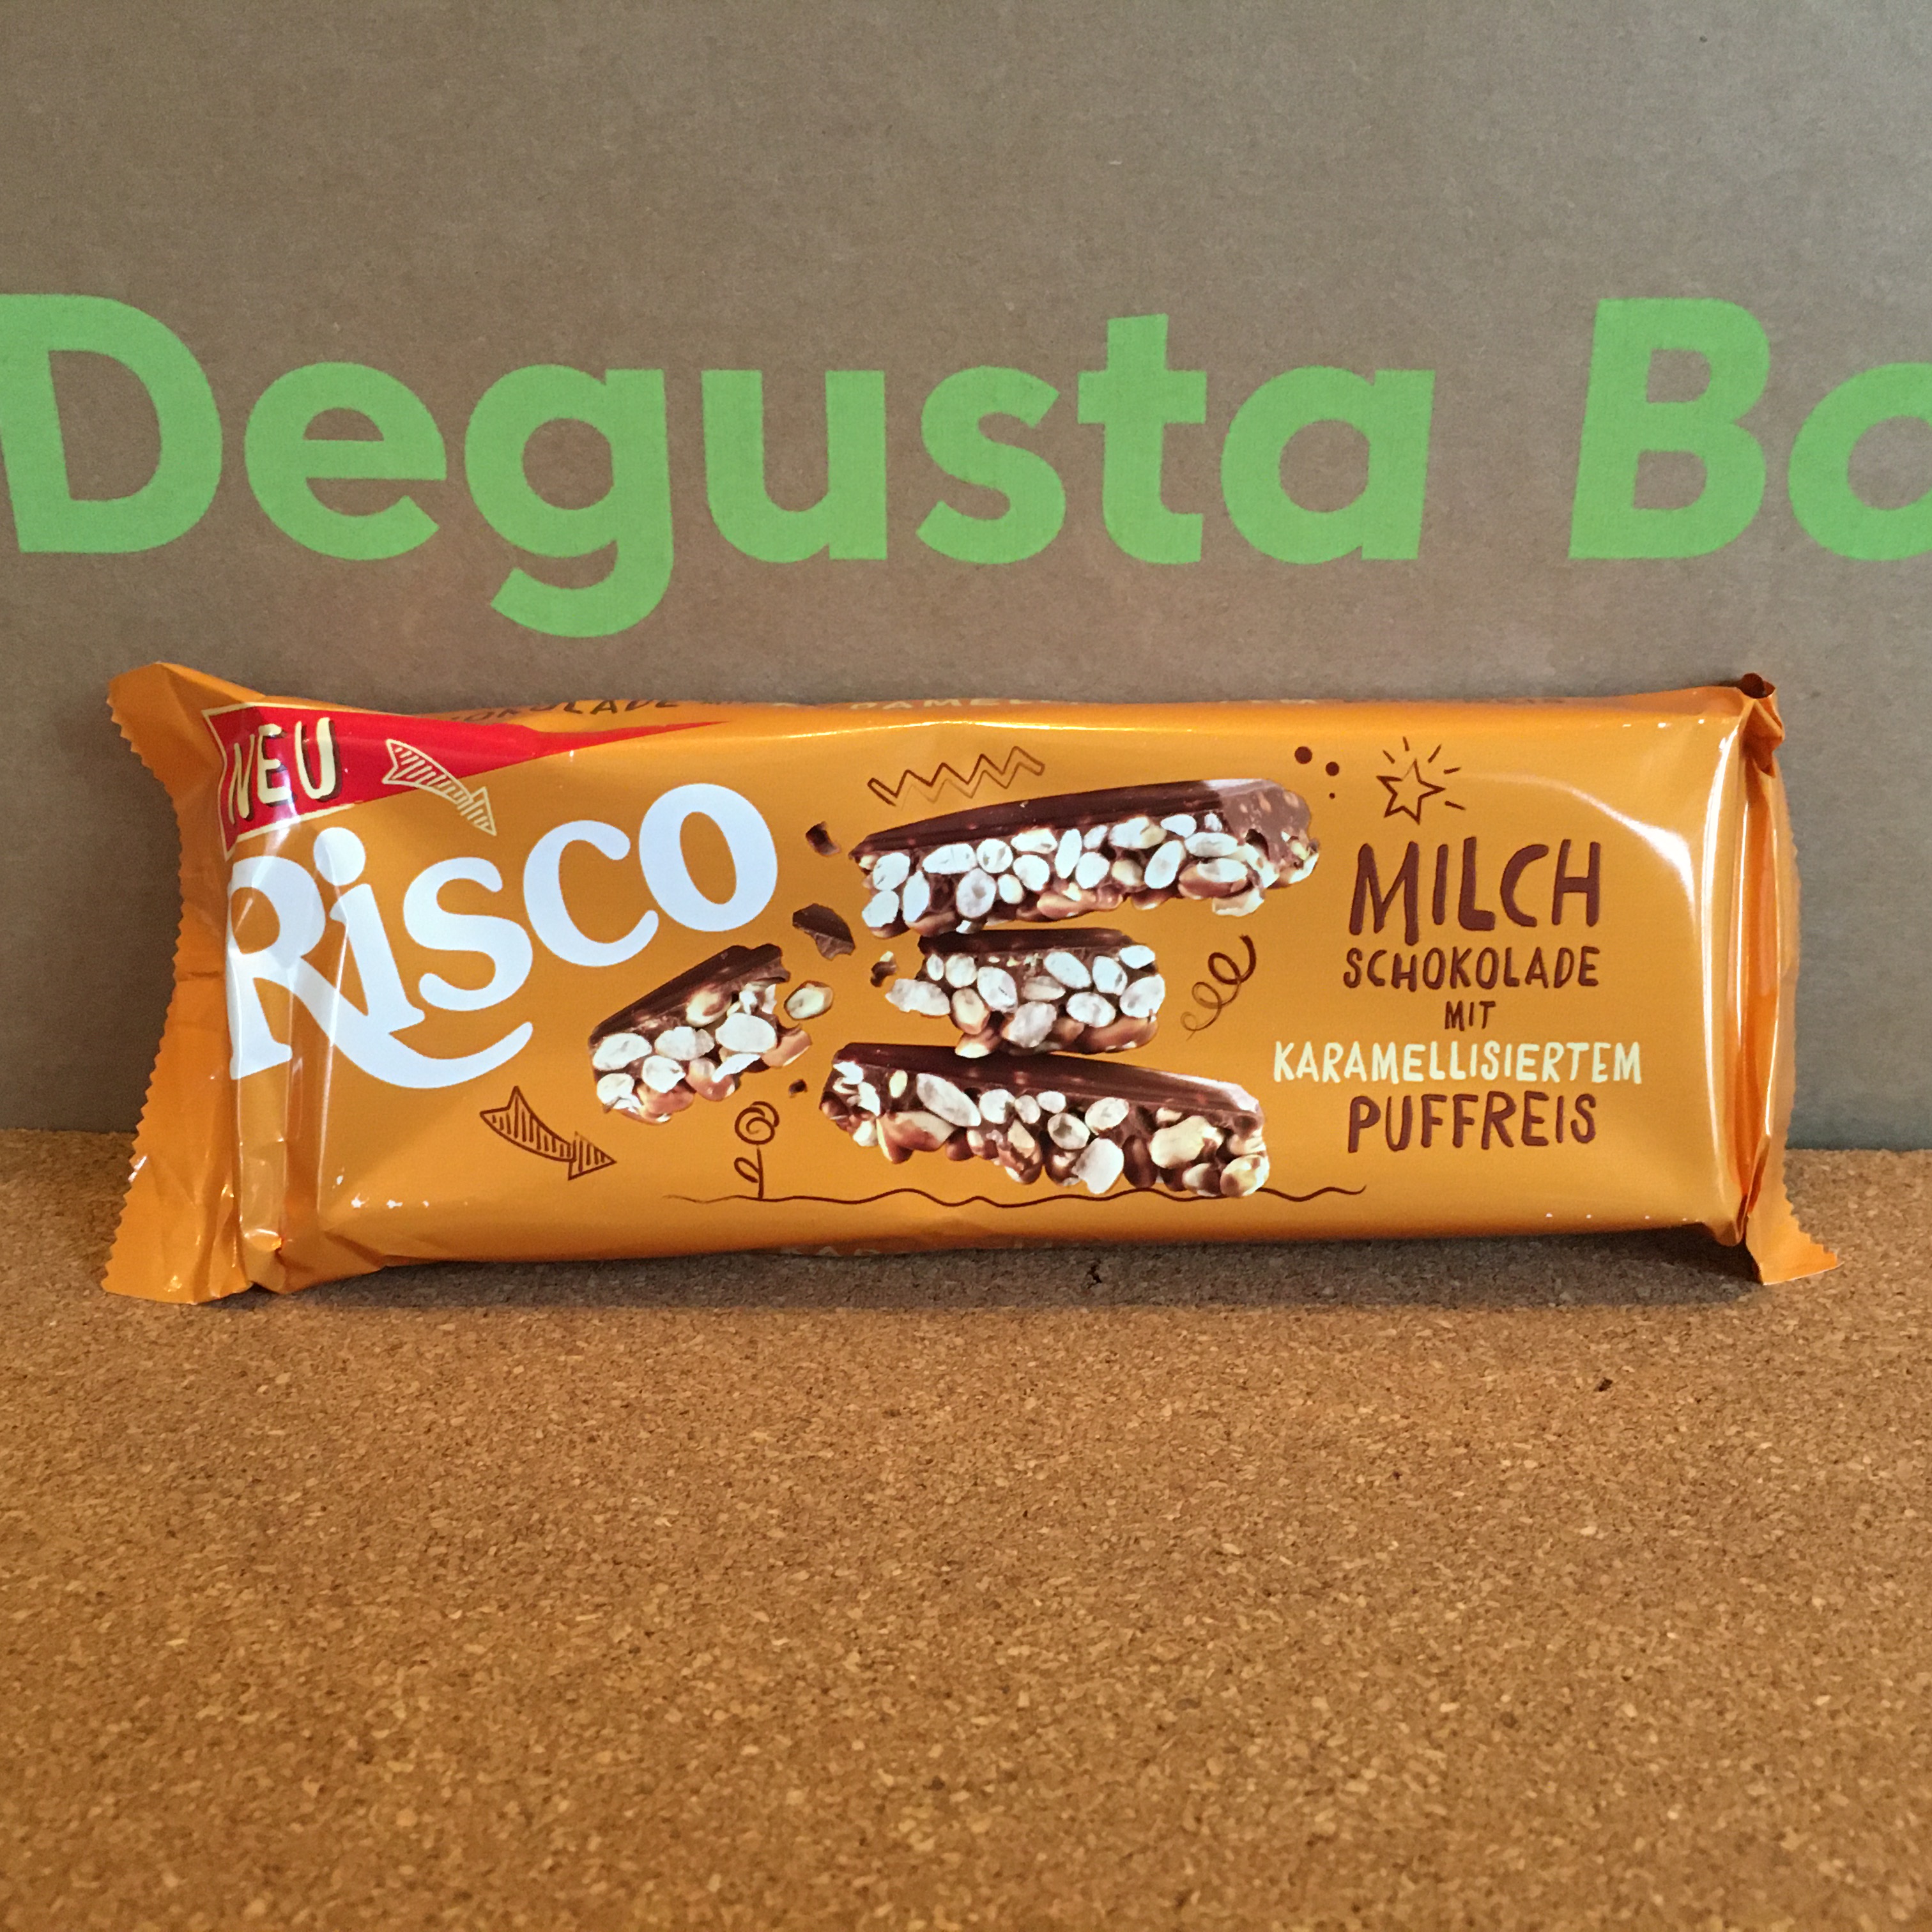 Degusta Bo
NEU
RiSCO
MILCH
SCHOKOLADE
MIT
KARAMELLISIERTEM
PUFFREIS